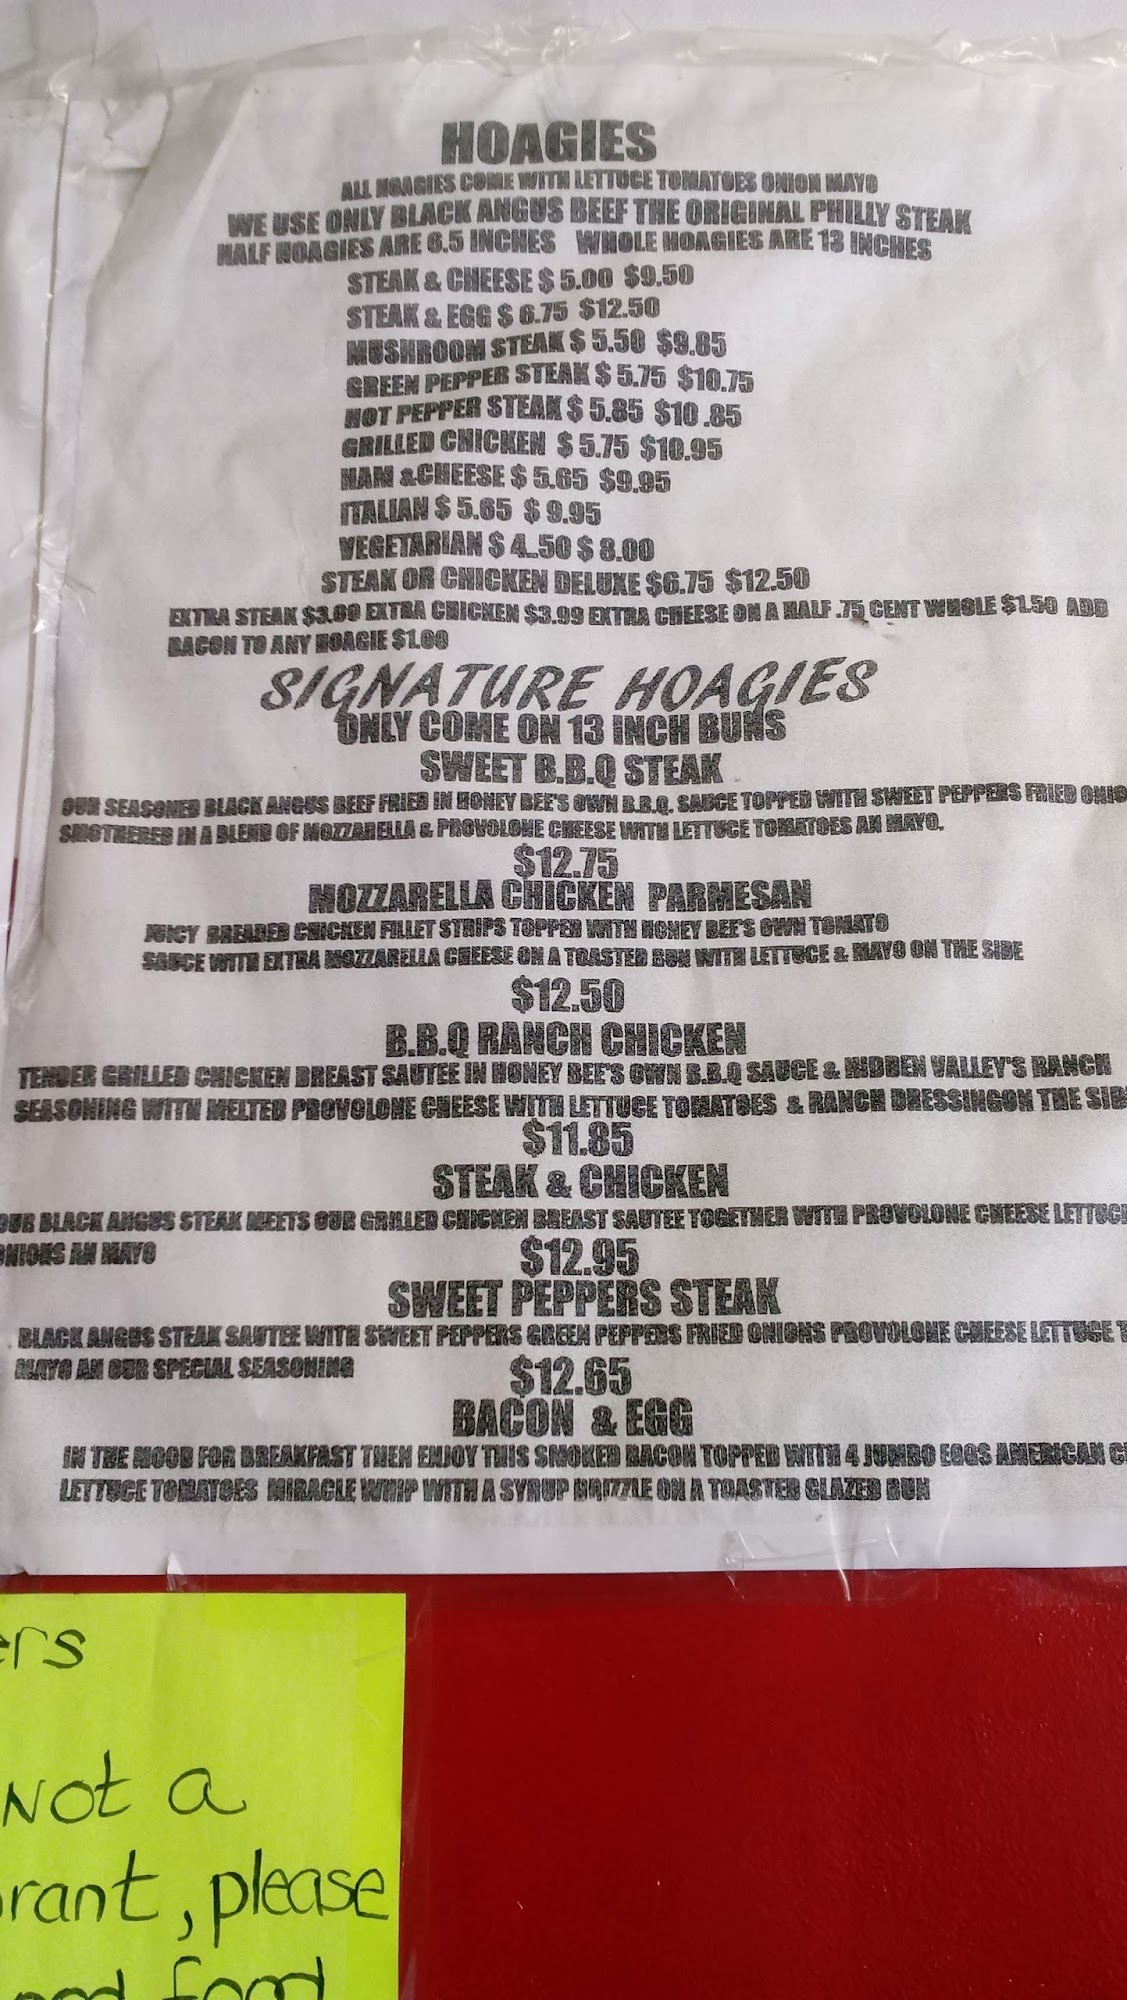 HOAGIES
ALL HOAGIES COME WITH LETTUCE TOMATOES ONION MAYO
WE USE ONLY BLACK ANGUS BEEF THE ORIGINAL PHILLY STEAK
HALF HOAGIES ARE 6.5 INCHES WHOLE HOAGIES ARE 13 INCHES
STEAK & CHEESE $ 5.00 $9.50
STEAK & EGG $ 6.75 $12.50
MUSHROOM STEAK $ 5.50 $9.85
GREEN PEPPER STEAK $ 5.75 $10.75
HOT PEPPER STEAK $ 5.85 $10 .85
GRILLED CHICKEN $ 5.75 $10.95
HAM &CHEESE $ 5.65 $9.95
ITALIAN $ 5.65 $ 9.95
VEGETARIAN $ 4..50 $ 8.00
STEAK OR CHICKEN DELUXE $6.75 $12.50
EXTRA STEAK EXTRA CHICKEN $3.99 EXTRA CHEESE ON A HALF .75 CENT WHOLE $1.50 ADD
BACON TO ANY HOAGIE $1.00
SIGNATURE HOAGIES
ONLY COME ON 13 INCH BUNS
SWEET B.B.Q STEAK
OUR SEASONED BLACK ANGUS BEEF FRIED IN HONEY BEE'S OWN B.B.Q. SAUCE TOPPED WITH SWEET PEPPERS FRIED ONIO
SMOTHERED IN A BLEND OF MOZZARELLA & PROVOLONE CHEESE WITH LETTUCE TOMATOES AN MAYO.
$12.75
MOZZARELLA CHICKEN PARMESAN
JUICY BREADED CHICKEN FILLET STRIPS TOPPED WITH HONEY BEE'S OWN TOMATO
SAUCE WITH EXTRA MOZZARELLA CHEESE ON A TOASTED BUN WITH LETTUCE & MAYO ON THE SIDE
$12.50
B.B.Q RANCH CHICKEN
TENDER GRILLED CHICKEN BREAST SAUTEE IN HONEY BEE'S OWN B.B.Q SAUCE & HIDDEN VALLEY'S RANCH
SEASONING WITH MELTED PROVOLONE CHEESE WITH LETTUCE TOMATOES & RANCH DRESSINGON THE SID
$11.85
STEAK & CHICKEN
OUR BLACK ANGUS STEAK MEETS OUR GRILLED CHICKEN BREAST SAUTEE TOGETHER WITH PROVOLONE CHEESE LETTUC
ONIONS AN MAYO
$12.95
SWEET PEPPERS STEAK
BLACK ANGUS STEAK SAUTEE WITH SWEET PEPPERS GREEN PEPPERS FRIED ONIONS PROVOLONE CHEESE LETTUCE T
MAYO AN OUR SPECIAL SEASONING
$12.65
BACON & EGG
IN THE MOOD FOR BREAKFAST THEN ENJOY THIS SMOKED BACON TOPPED WITH 4 JUMBO EGGS AMERICAN C
LETTUCE TOMATOES MIRACLE WHIP WITH A SYRUP DRIZZLE ON A TOASTED GLAZED BUN
ers
Not a
rant, please
food